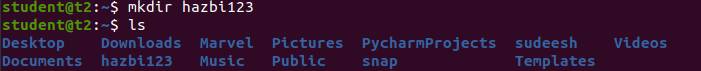 student@t2:~$ mkdir hazbi123
student@t2:~$ ls
Desktop Downloads Marvel Pictures PycharmProjects sudeesh Videos
Documents hazbi123 Music Public snap Templates